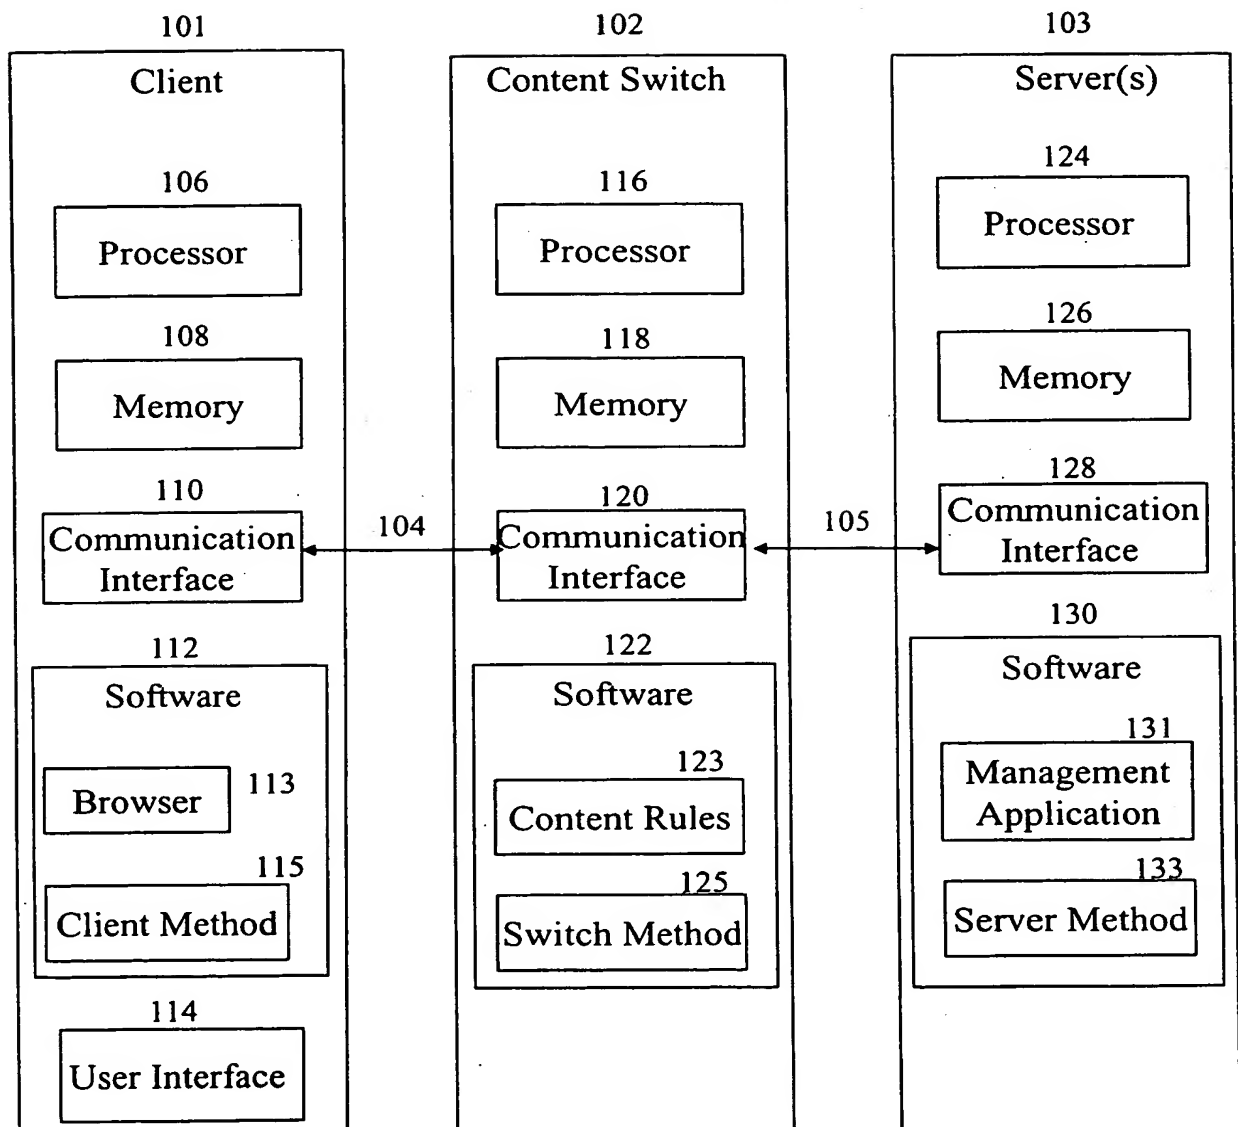 101
Client
106
Processor
108
Memory
110
Communication
Interface
112
Software
Browser
113
115
Client Method
114
User Interface
104
102
Content Switch
116
Processor
118
Memory
120
Communication
Interface
122
Software
123
Content Rules
125
Switch Method
105
103
Server(s)
124
Processor
126
Memory
128
Communication
Interface
130
Software
131
Management
Application
133
Server Method